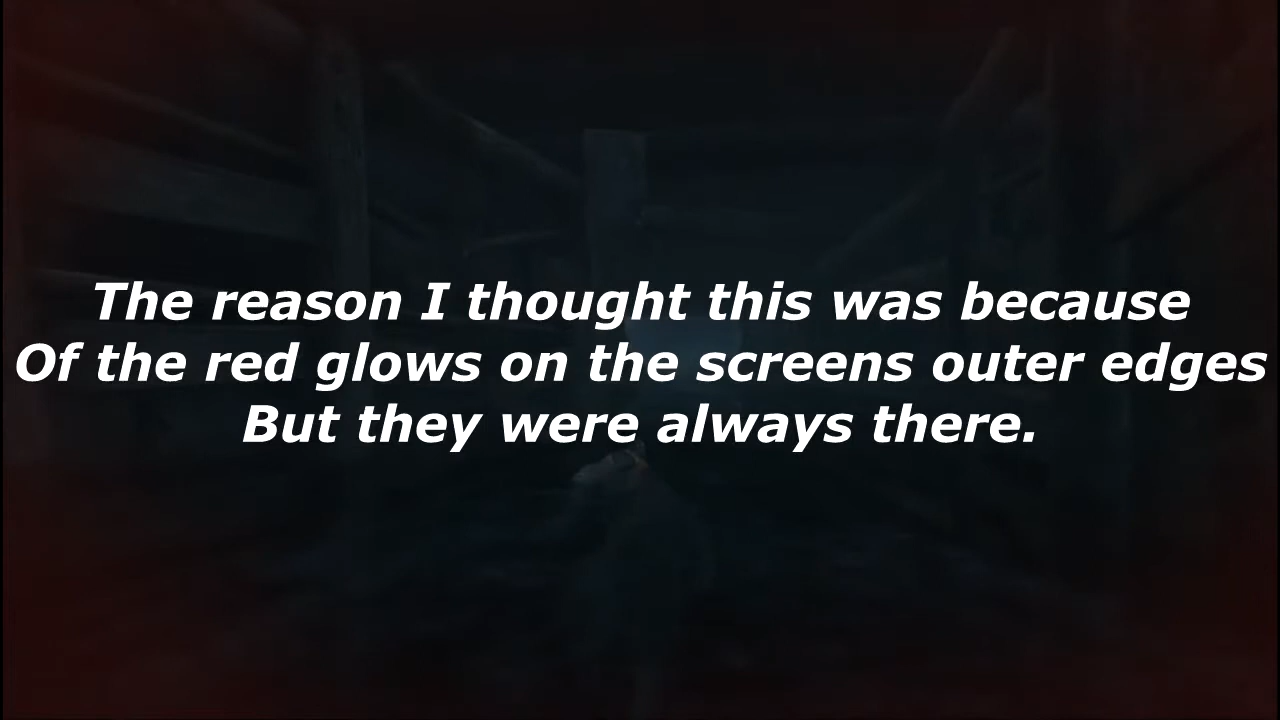 The reason I thought this was because
Of the red glows on the screens outer edges
But they were always there.